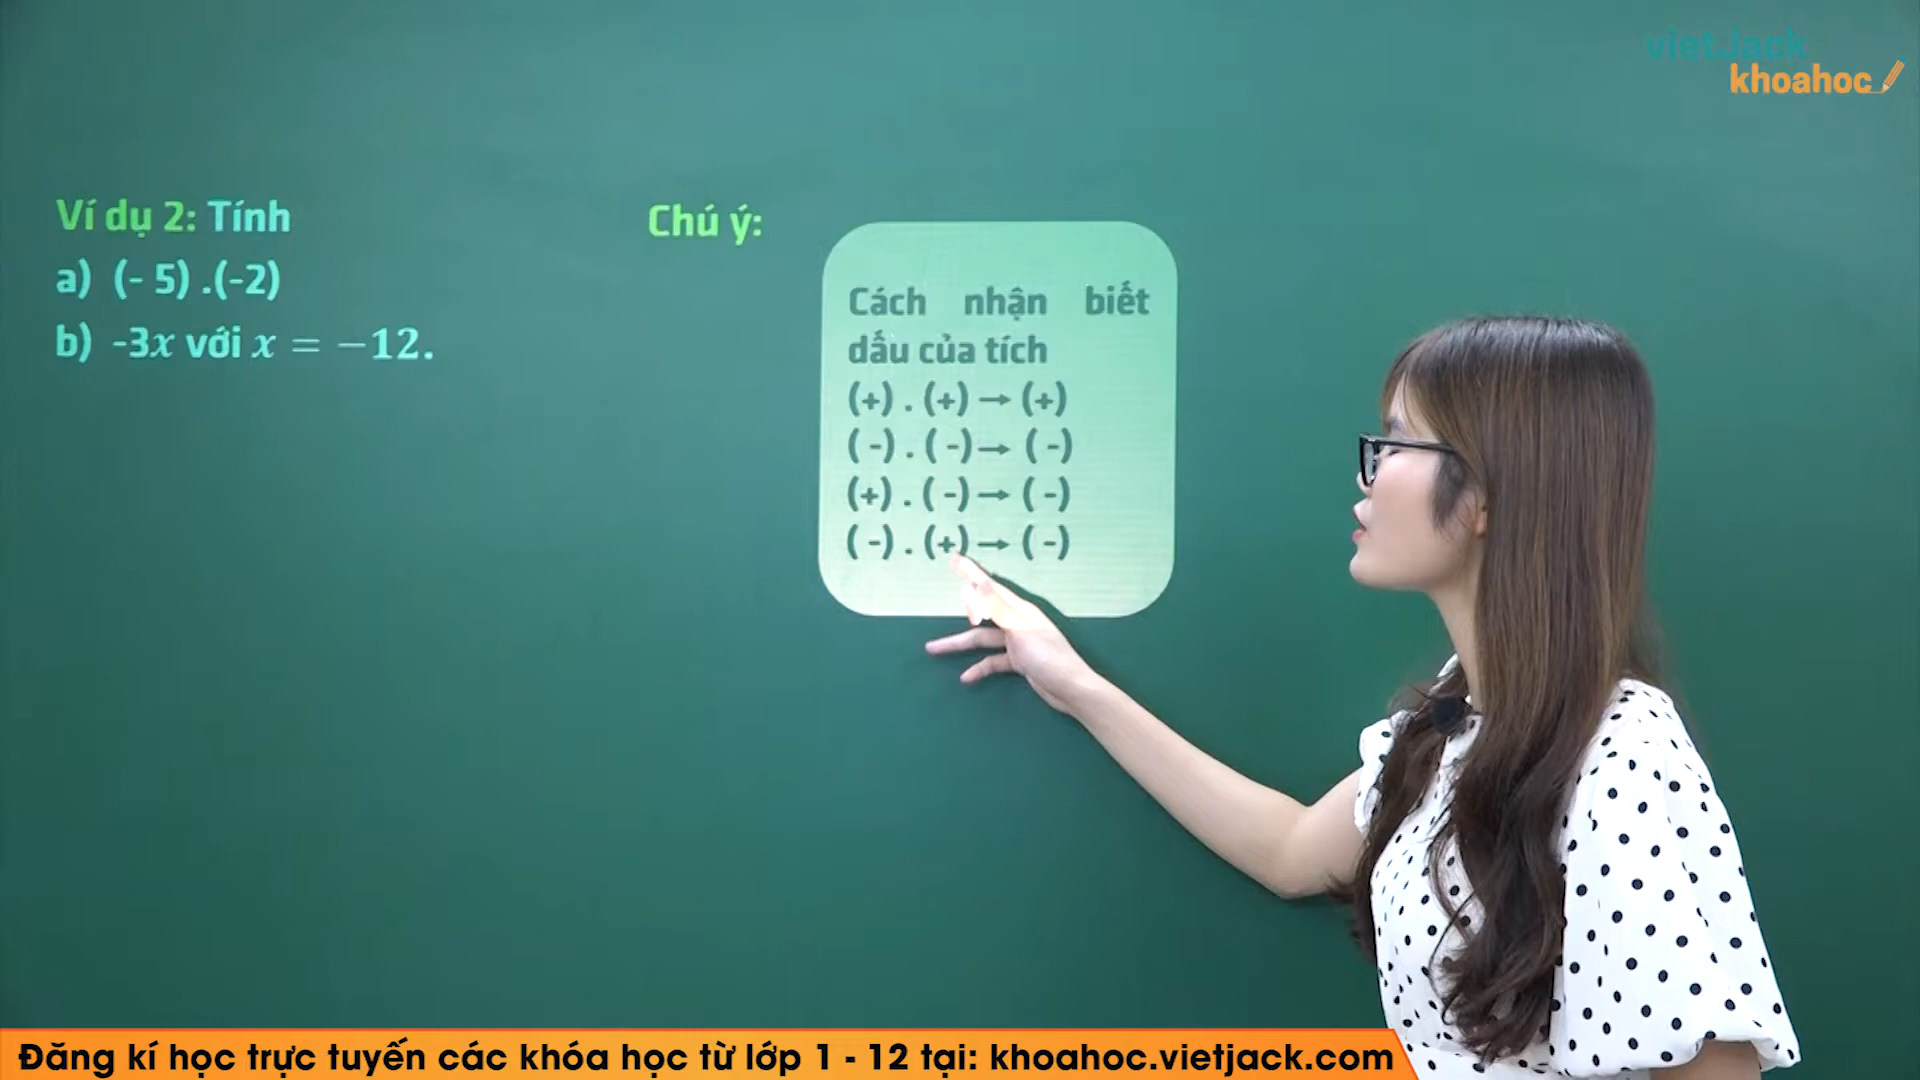 vietJack
khoahoc
Ví dụ 2: Tính
a) (- 5) .(-2)
b) -3x với x = −12.
Chú ý:
Cách nhận biết
dấu của tích
(+) . (+) → (+)
( -) . ( -) → ( -)
(+) . ( -) → ( -)
( -) . (+) → ( -)
Đăng kí học trực tuyến các khóa học từ lớp 1 - 12 tại: khoahoc.vietjack.com